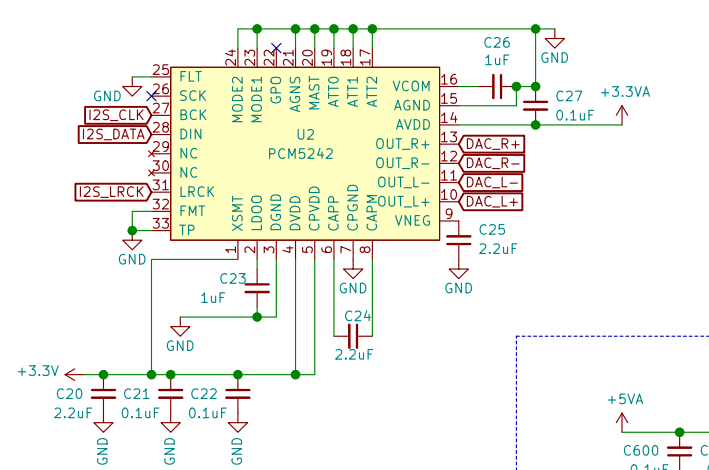 C26
1uF
GND
24 23 22 21 20 19 18 17
25 FLT
GND
26 SCK
I2S_CLK 27 BCK
I2S_DATA 28 DIN
29 NC
30 NC
I2S_LRCK 31 LRCK
32 FMT
33 TP
GND
MODE2 MODE1 GPO AGNS MAST ATT0 ATT1 ATT2
U2
PCM5242
VCOM 16
AGND 15
AVDD 14
OUT_R+ 13 DAC_R+
OUT_R- 12 DAC_R-
OUT_L- 11 DAC_L-
OUT_L+ 10 DAC_L+
VNEG 9
C27
0.1uF
+3.3VA
XSMT LDOO DGND DVDD CPVDD CAPP CPGND CAPM
1 2 3 4 5 6 7 8
C25
2.2uF
GND
C23
1uF
GND
GND
C24
2.2uF
+3.3V
C20
2.2uF
GND
C21
0.1uF
GND
C22
0.1uF
GND
+5VA
C600